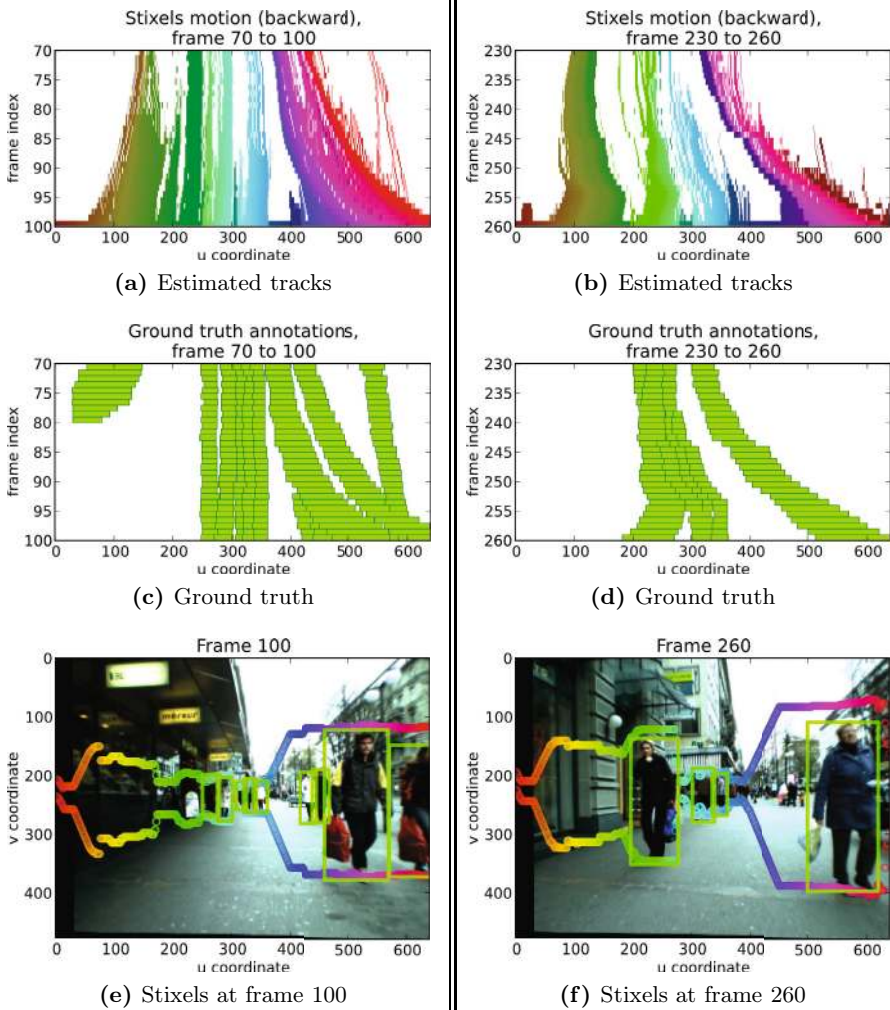 Stixels motion (backward),
frame 70 to 100
70
75
80
85
90
95
100
frame index
0 100 200 300 400 500 600
u coordinate
(a) Estimated tracks
Stixels motion (backward),
frame 230 to 260
230
235
240
245
250
255
260
frame index
0 100 200 300 400 500 600
u coordinate
(b) Estimated tracks
Ground truth annotations,
frame 70 to 100
70
75
80
85
90
95
100
frame index
0 100 200 300 400 500 600
u coordinate
(c) Ground truth
Ground truth annotations,
frame 230 to 260
230
235
240
245
250
255
260
frame index
0 100 200 300 400 500 600
u coordinate
(d) Ground truth
Frame 100
0
100
200
300
400
v coordinate
0 100 200 300 400 500 600
u coordinate
(e) Stixels at frame 100
Frame 260
0
100
200
300
400
v coordinate
0 100 200 300 400 500 600
u coordinate
(f) Stixels at frame 260